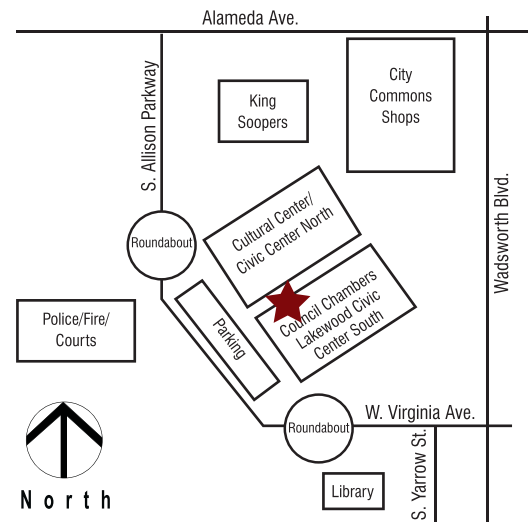 Alameda Ave.
S. Allison Parkway
King
Soopers
City
Commons
Shops
Wadsworth Blvd.
Cultural Center/
Civic Center North
Roundabout
Council Chambers
Lakewood Civic
Center South
Parking
Police/Fire/
Courts
W. Virginia Ave.
Roundabout
S. Yarrow St.
Library
North